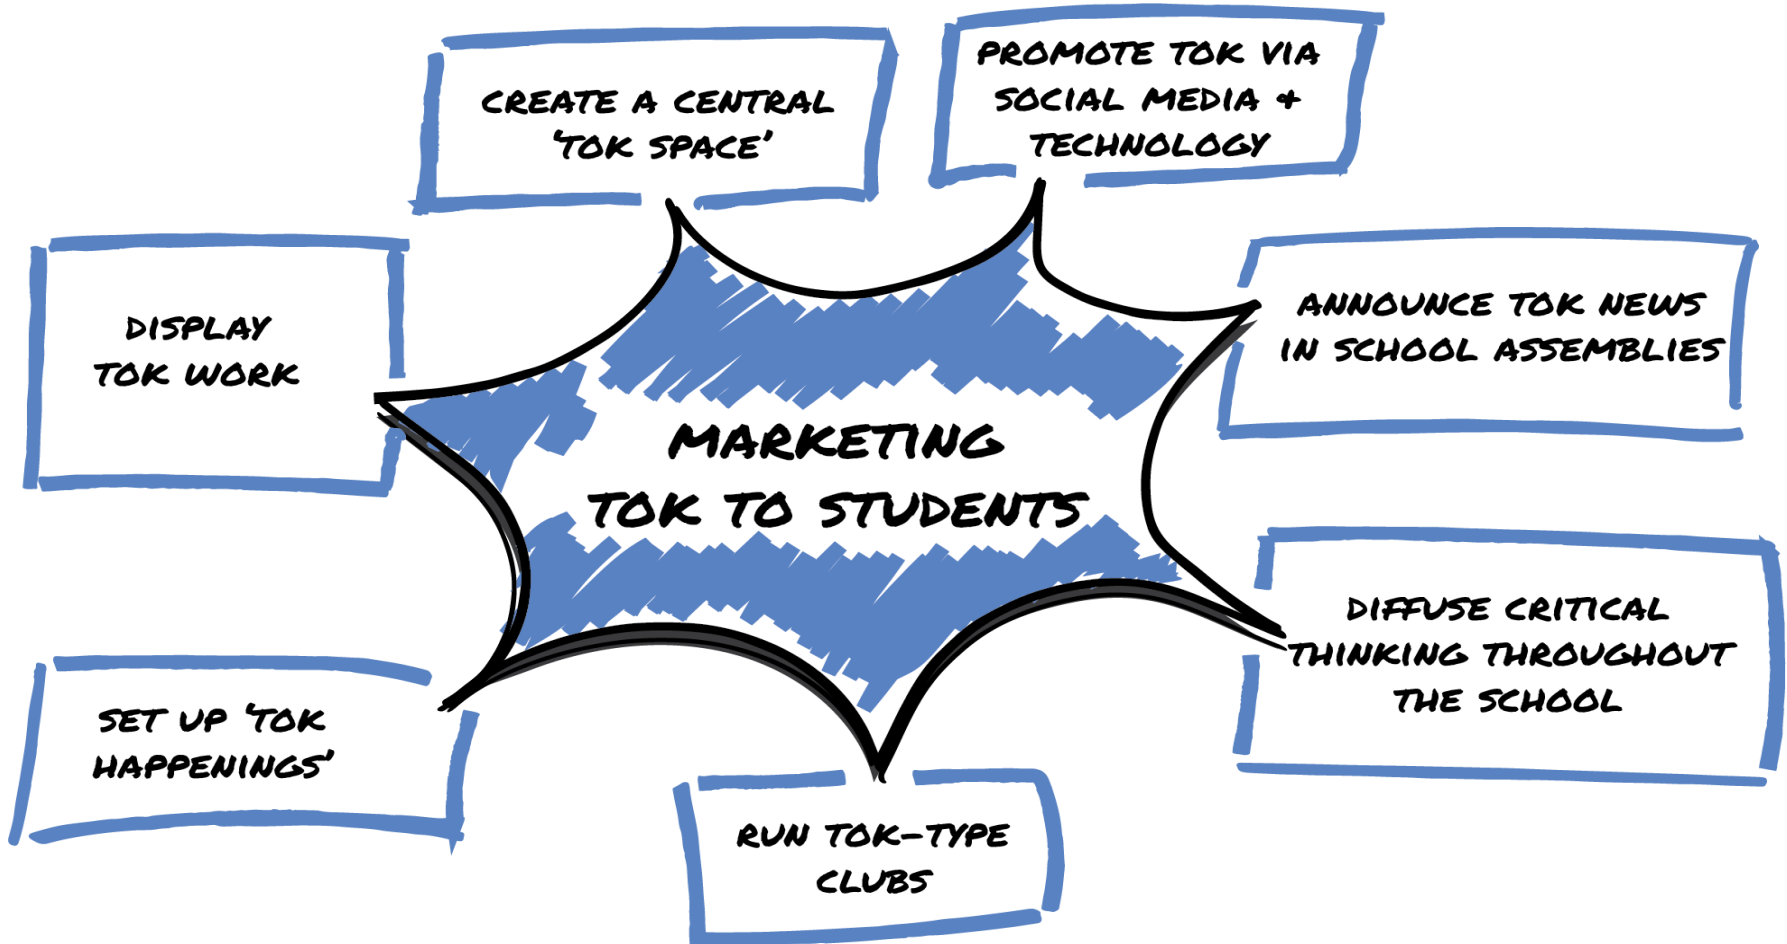 CREATE A CENTRAL
'TOK SPACE'
PROMOTE TOK VIA
SOCIAL MEDIA &
TECHNOLOGY
DISPLAY
TOK WORK
ANNOUNCE TOK NEWS
IN SCHOOL ASSEMBLIES
MARKETING
TOK TO STUDENTS
DIFFUSE CRITICAL
THINKING THROUGHOUT
THE SCHOOL
SET UP 'TOK
HAPPENINGS'
RUN TOK-TYPE
CLUBS